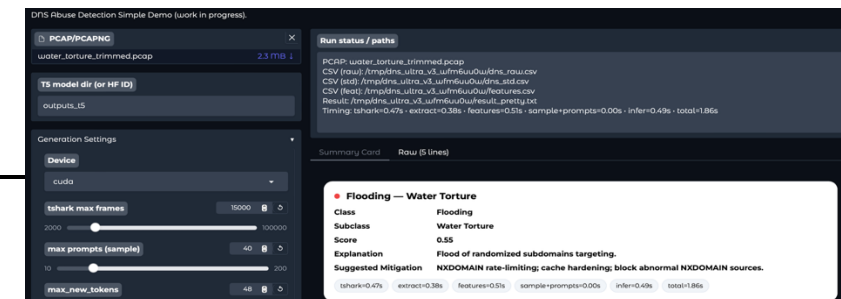 DNS Abuse Detection Simple Demo (work in progress).
PCAP/PCAPNG
water_torture_trimmed.pcap 2.3 MB ↓
T5 model dir (or HF ID)
outputs_t5
Generation Settings
Device
cuda
tshark max frames 15000
2000 100000
max prompts (sample) 40
10 200
max_new_tokens 48
Run status / paths
PCAP: water_torture_trimmed.pcap
CSV (raw): /tmp/dns_ultra_v3_wfm6uu0w/dns_raw.csv
CSV (std): /tmp/dns_ultra_v3_wfm6uu0w/dns_std.csv
CSV (feat): /tmp/dns_ultra_v3_wfm6uu0w/features.csv
Result: /tmp/dns_ultra_v3_wfm6uu0w/result_pretty.txt
Timing: tshark=0.47s • extract=0.38s • features=0.51s • sample+prompts=0.00s • infer=0.49s • total=1.86s
Summary Card Raw (5 lines)
Flooding — Water Torture
Class Flooding
Subclass Water Torture
Score 0.55
Explanation Flood of randomized subdomains targeting.
Suggested Mitigation NXDOMAIN rate-limiting; cache hardening; block abnormal NXDOMAIN sources.
tshark=0.47s extract=0.38s features=0.51s sample+prompts=0.00s infer=0.49s total=1.86s